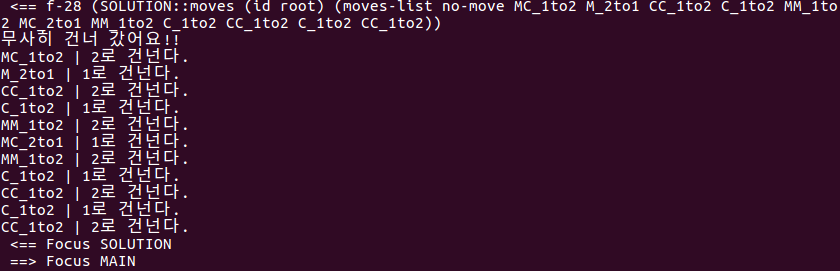 <== f-28 (SOLUTION::moves (id root) (moves-list no-move MC_1to2 M_2to1 CC_1to2 C_1to2 MM_1to
2 MC_2to1 MM_1to2 C_1to2 CC_1to2 C_1to2 CC_1to2))
무사히 건너 갔어요!!
MC_1to2 | 2로 건넌다.
M_2to1 | 1로 건넌다.
CC_1to2 | 2로 건넌다.
C_1to2 | 1로 건넌다.
MM_1to2 | 2로 건넌다.
MC_2to1 | 1로 건넌다.
MM_1to2 | 2로 건넌다.
C_1to2 | 1로 건넌다.
CC_1to2 | 2로 건넌다.
C_1to2 | 1로 건넌다.
CC_1to2 | 2로 건넌다.
<== Focus SOLUTION
==> Focus MAIN